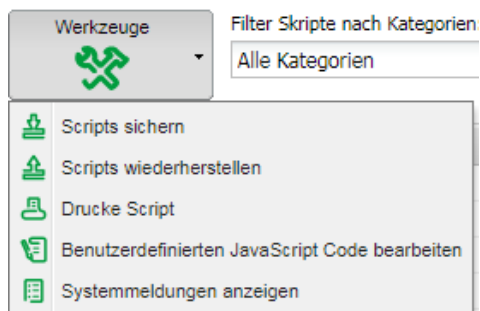 Werkzeuge
Filter Skripte nach Kategorien:
Alle Kategorien
Scripts sichern
Scripts wiederherstellen
Drucke Script
Benutzerdefinierten JavaScript Code bearbeiten
Systemmeldungen anzeigen